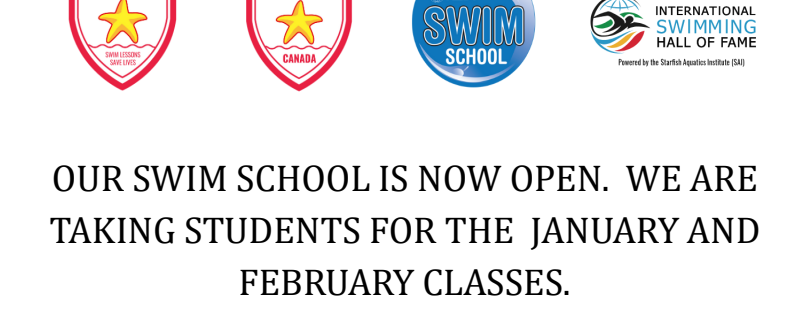 SWIM LESSONS
SAVE LIVES
CANADA
SWIM
SCHOOL
INTERNATIONAL
SWIMMING
HALL OF FAME
Powered by the Starfish Aquatics Institute (SAI)
OUR SWIM SCHOOL IS NOW OPEN.  WE ARE
TAKING STUDENTS FOR THE  JANUARY AND
FEBRUARY CLASSES.